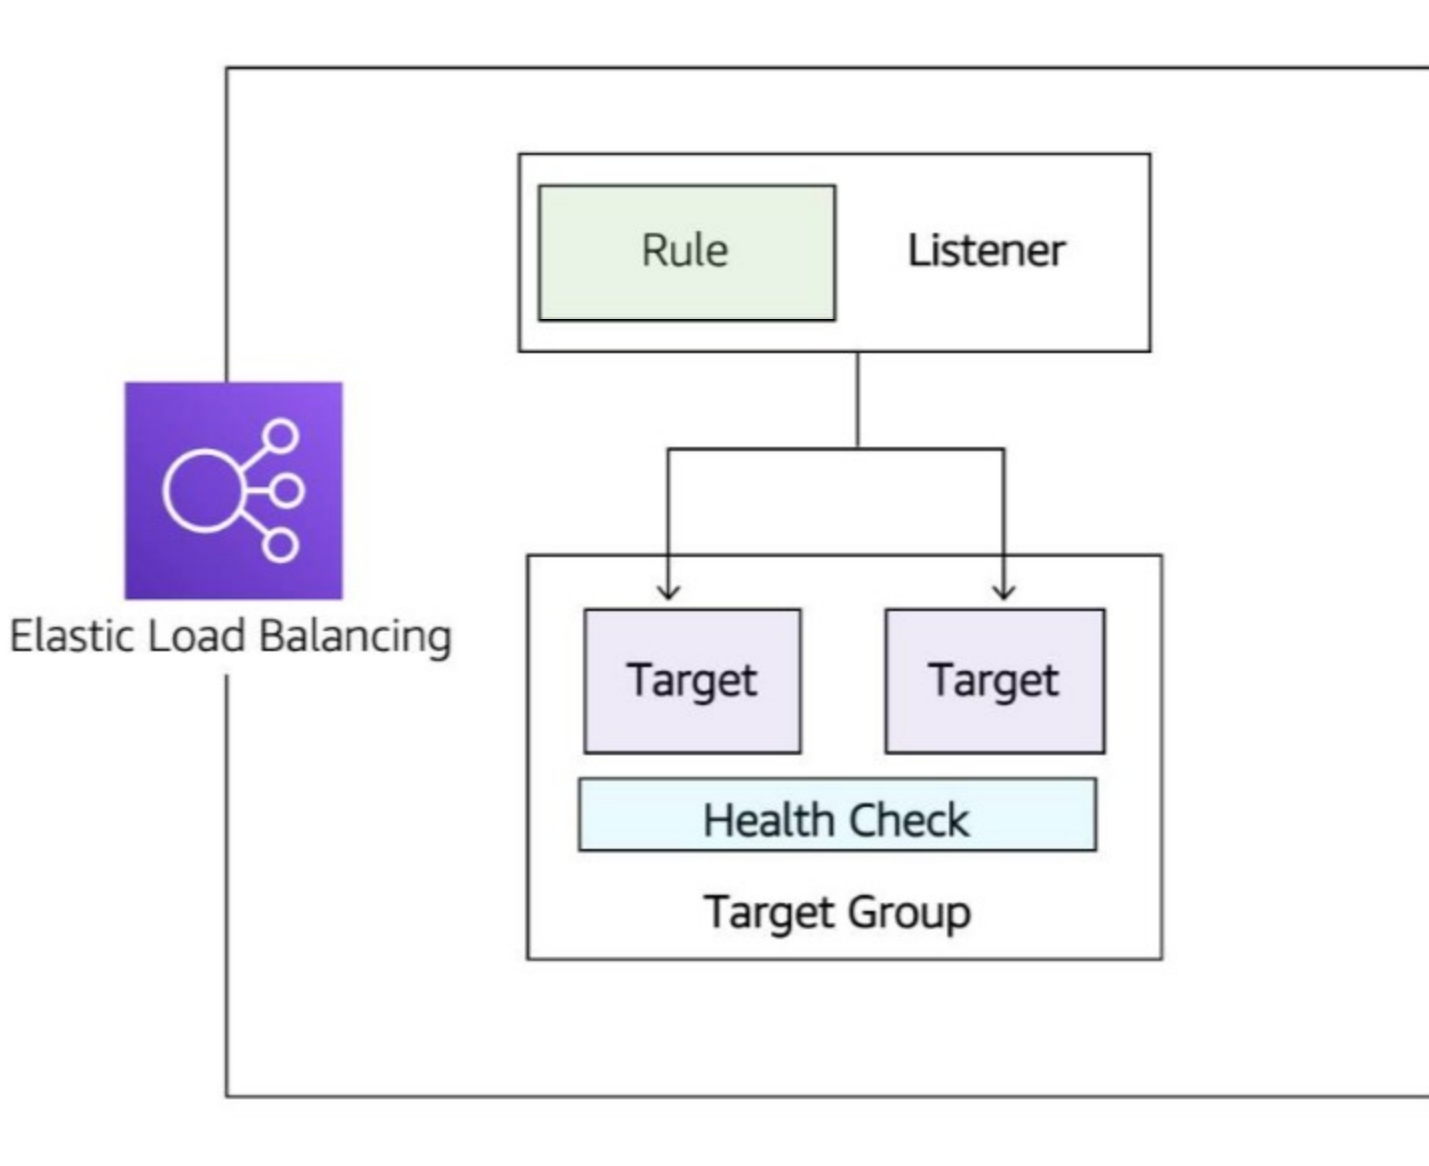 Rule
Listener
Elastic Load Balancing
Target
Target
Health Check
Target Group